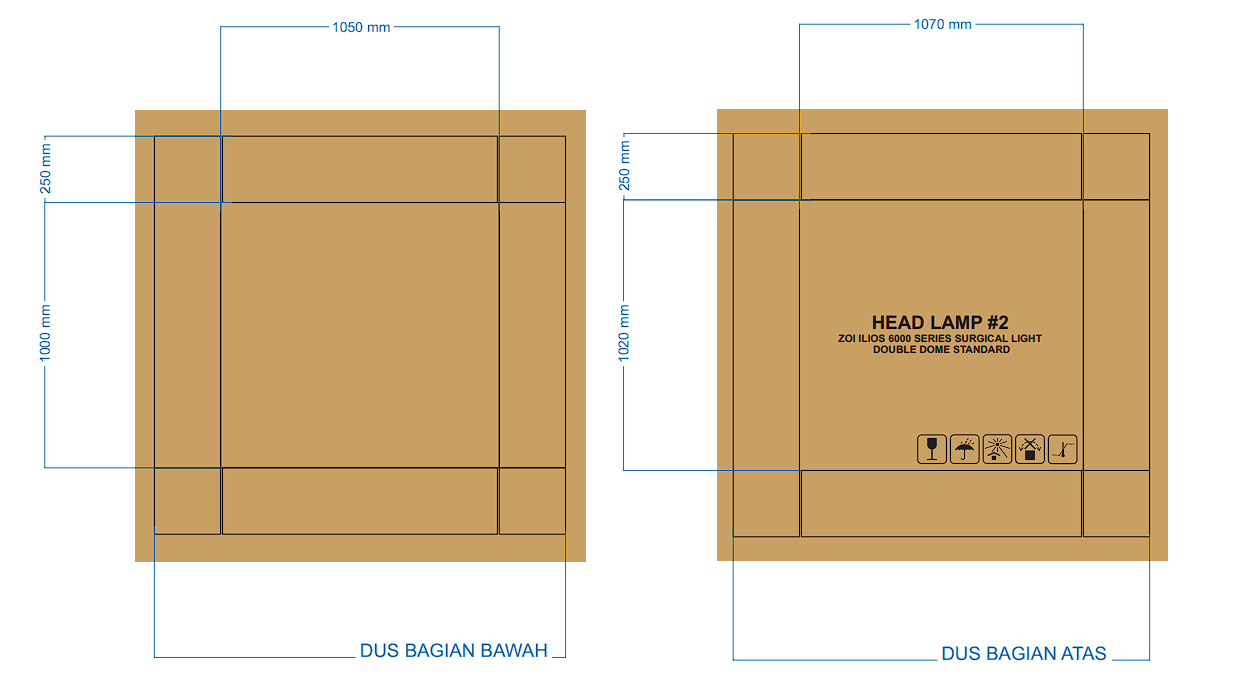 1050 mm
250 mm
1000 mm
DUS BAGIAN BAWAH
1070 mm
250 mm
1020 mm
HEAD LAMP #2
ZOI ILIOS 6000 SERIES SURGICAL LIGHT
DOUBLE DOME STANDARD
DUS BAGIAN ATAS